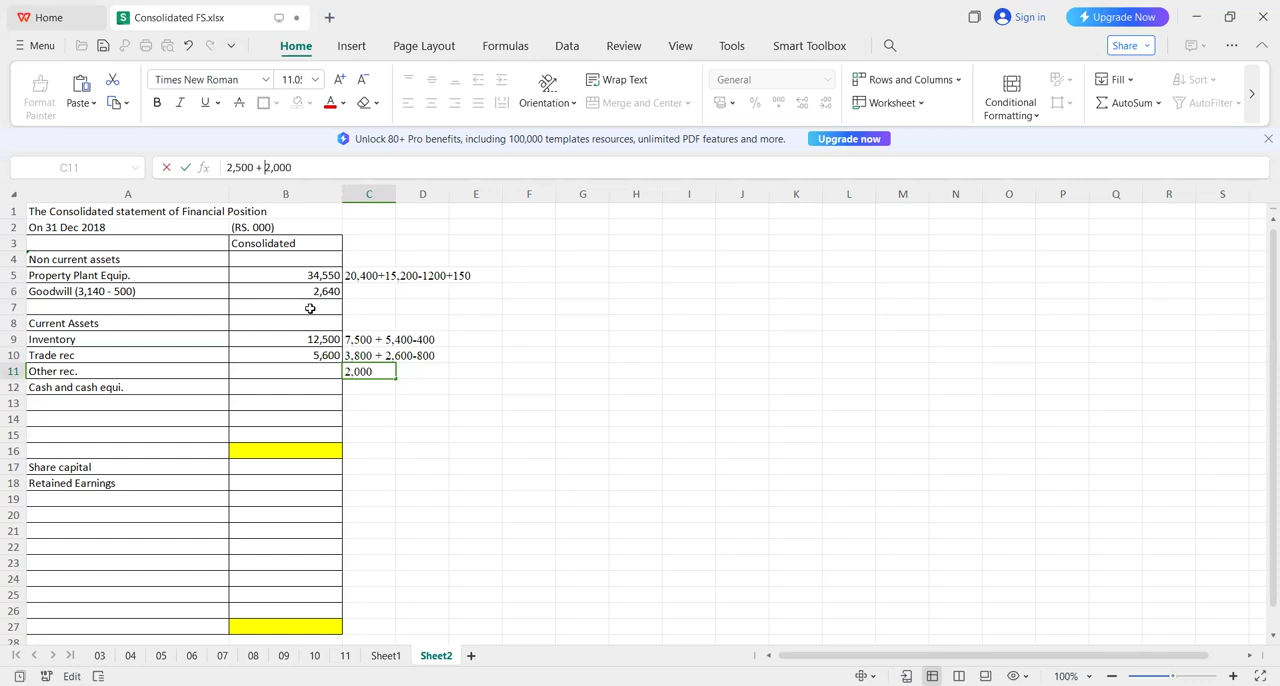 Home
Consolidated FS.xlsx
Sign in
Upgrade Now
Menu
Home
Insert
Page Layout
Formulas
Data
Review
View
Tools
Smart Toolbox
Share
Format Painter
Paste
Times New Roman
11.05
Orientation
Wrap Text
Merge and Center
General
Rows and Columns
Worksheet
Conditional Formatting
Fill
AutoSum
Sort
AutoFilter
Unlock 80+ Pro benefits, including 100,000 templates resources, unlimited PDF features and more.
Upgrade now
C11
fx
2,500 + 2,000
A B C D E F G H I J K L M N O P Q R S
1 The Consolidated statement of Financial Position
2 On 31 Dec 2018 (RS. 000)
3 Consolidated
4 Non current assets
5 Property Plant Equip. 34,550 20,400+15,200-1200+150
6 Goodwill (3,140 - 500) 2,640
7
8 Current Assets
9 Inventory 12,500 7,500 + 5,400-400
10 Trade rec 5,600 3,800 + 2,600-800
11 Other rec. 2,000
12 Cash and cash equi.
13
14
15
16
17 Share capital
18 Retained Earnings
19
20
21
22
23
24
25
26
27
28
03 04 05 06 07 08 09 10 11 Sheet1 Sheet2
Edit
100%